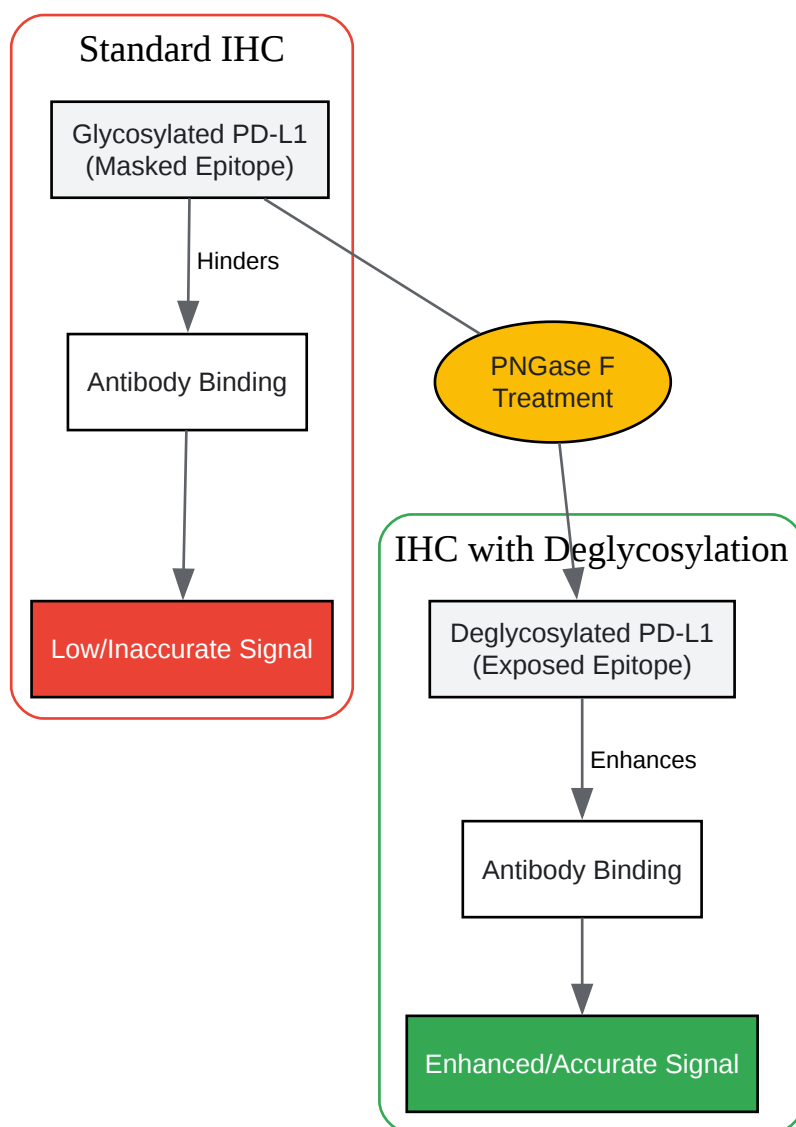 Standard IHC
Glycosylated PD-L1
(Masked Epitope)
Hinders
Antibody Binding
Low/Inaccurate Signal
PNGase F
Treatment
IHC with Deglycosylation
Deglycosylated PD-L1
(Exposed Epitope)
Enhances
Antibody Binding
Enhanced/Accurate Signal